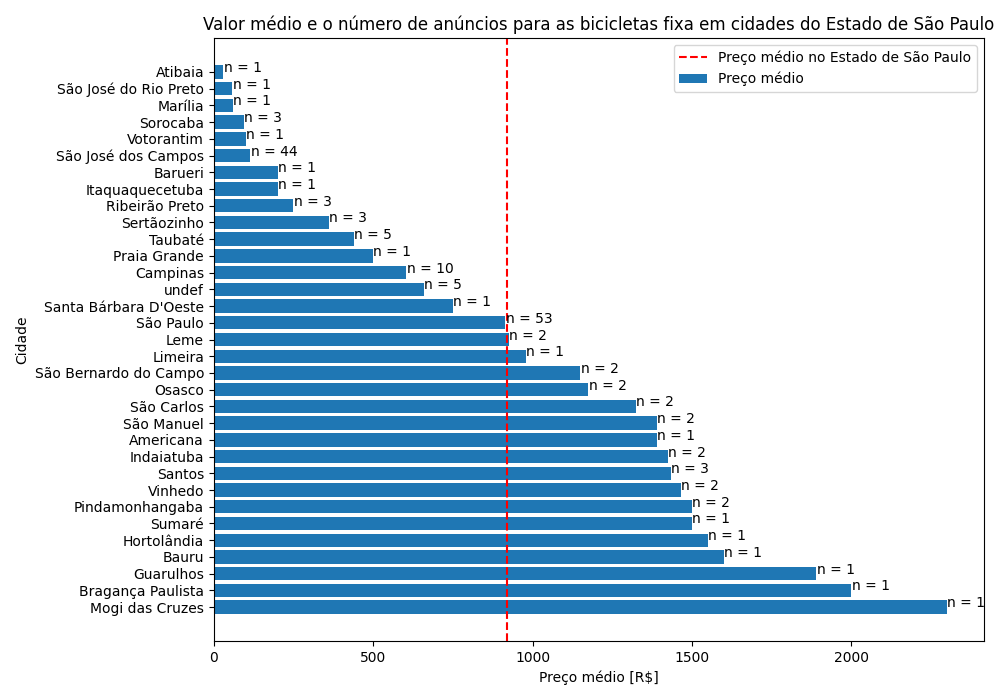 Valor médio e o número de anúncios para as bicicletas fixa em cidades do Estado de São Paulo
Preço médio no Estado de São Paulo
Preço médio
Cidade
Atibaia n = 1
São José do Rio Preto n = 1
Marília n = 1
Sorocaba n = 3
Votorantim n = 1
São José dos Campos n = 44
Barueri n = 1
Itaquaquecetuba n = 1
Ribeirão Preto n = 3
Sertãozinho n = 3
Taubaté n = 5
Praia Grande n = 1
Campinas n = 10
undef n = 5
Santa Bárbara D'Oeste n = 1
São Paulo n = 53
Leme n = 2
Limeira n = 1
São Bernardo do Campo n = 2
Osasco n = 2
São Carlos n = 2
São Manuel n = 2
Americana n = 1
Indaiatuba n = 2
Santos n = 3
Vinhedo n = 2
Pindamonhangaba n = 2
Sumaré n = 1
Hortolândia n = 1
Bauru n = 1
Guarulhos n = 1
Bragança Paulista n = 1
Mogi das Cruzes n = 1
0 500 1000 1500 2000
Preço médio [R$]